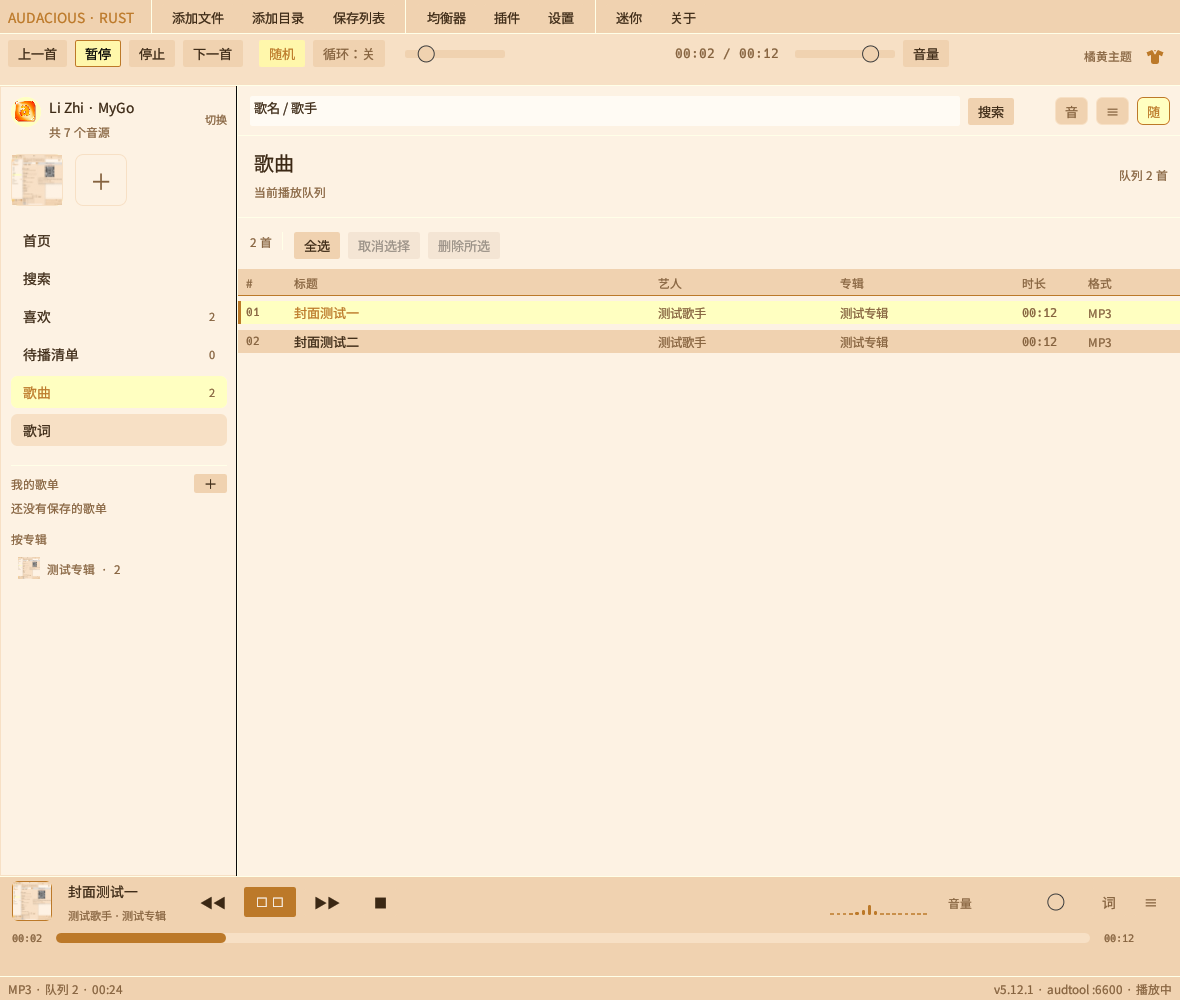 AUDACIOUS · RUST 添加文件 添加目录 保存列表 均衡器 插件 设置 迷你 关于
上一首 暂停 停止 下一首 随机 循环：关 00:02 / 00:12 音量 橘黄主题
Li Zhi · MyGo
共 7 个音源
切换
歌名 / 歌手 搜索 音 ≡ 随
歌曲
当前播放队列
队列 2 首
2 首 全选 取消选择 删除所选
# 标题 艺人 专辑 时长 格式
01 封面测试一 测试歌手 测试专辑 00:12 MP3
02 封面测试二 测试歌手 测试专辑 00:12 MP3
首页
搜索
喜欢 2
待播清单 0
歌曲 2
歌词
我的歌单 +
还没有保存的歌单
按专辑
测试专辑 · 2
封面测试一
测试歌手 · 测试专辑
音量 词 ≡
00:02 00:12
MP3 · 队列 2 · 00:24 v5.12.1 · audtool :6600 · 播放中